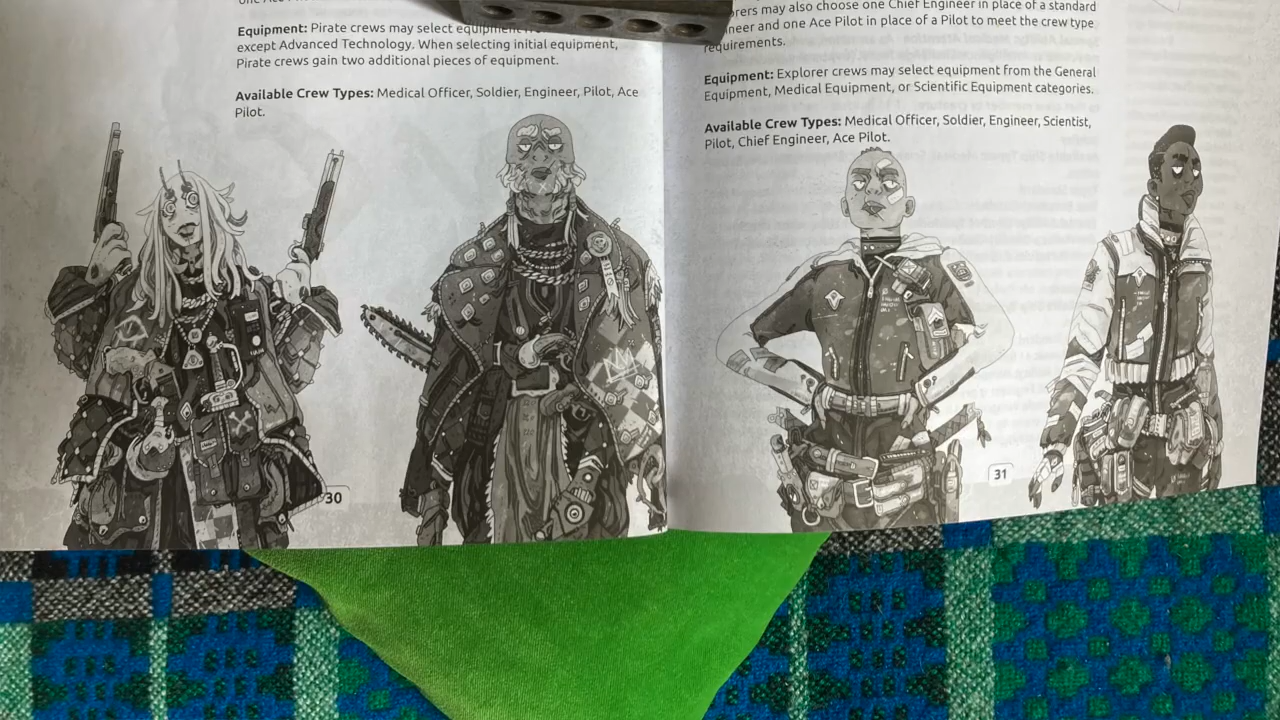 Equipment: Pirate crews may select equipment
except Advanced Technology. When selecting initial equipment,
Pirate crews gain two additional pieces of equipment.
Available Crew Types: Medical Officer, Soldier, Engineer, Pilot, Ace
Pilot.
30
may also choose one Chief Engineer in place of a standard
and one Ace Pilot in place of a Pilot to meet the crew type
requirements.
Equipment: Explorer crews may select equipment from the General
Equipment, Medical Equipment, or Scientific Equipment categories.
Available Crew Types: Medical Officer, Soldier, Engineer, Scientist,
Pilot, Chief Engineer, Ace Pilot.
31